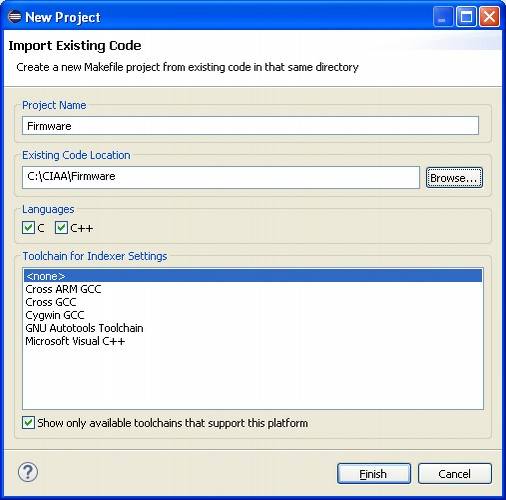 New Project
Import Existing Code
Create a new Makefile project from existing code in that same directory
Project Name
Firmware
Existing Code Location
C:\CIAA\Firmware
Browse...
Languages
C
C++
Toolchain for Indexer Settings
<none>
Cross ARM GCC
Cross GCC
Cygwin GCC
GNU Autotools Toolchain
Microsoft Visual C++
Show only available toolchains that support this platform
?
Finish
Cancel